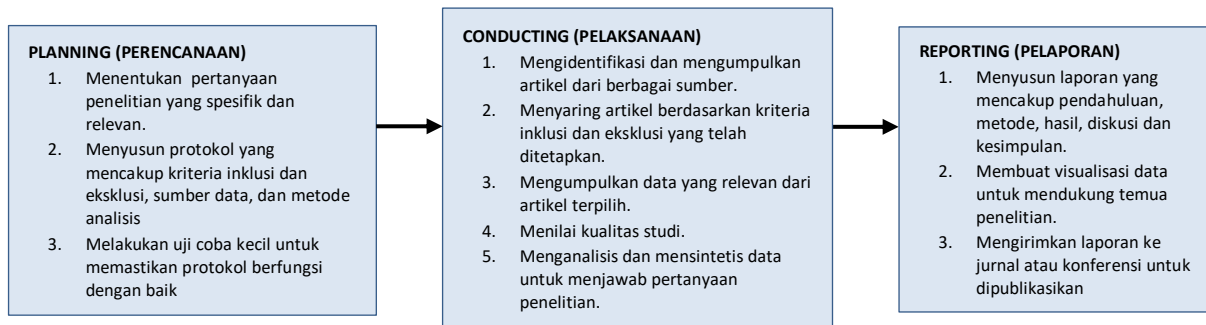 PLANNING (PERENCANAAN)
1. Menentukan pertanyaan
penelitian yang spesifik dan
relevan.
2. Menyusun protokol yang
mencakup kriteria inklusi dan
eksklusi, sumber data, dan metode
analisis
3. Melakukan uji coba kecil untuk
memastikan protokol berfungsi
dengan baik
CONDUCTING (PELAKSANAAN)
1. Mengidentifikasi dan mengumpulkan
artikel dari berbagai sumber.
2. Menyaring artikel berdasarkan kriteria
inklusi dan eksklusi yang telah
ditetapkan.
3. Mengumpulkan data yang relevan dari
artikel terpilih.
4. Menilai kualitas studi.
5. Menganalisis dan mensintetis data
untuk menjawab pertanyaan
penelitian.
REPORTING (PELAPORAN)
1. Menyusun laporan yang
mencakup pendahuluan,
metode, hasil, diskusi dan
kesimpulan.
2. Membuat visualisasi data
untuk mendukung temua
penelitian.
3. Mengirimkan laporan ke
jurnal atau konferensi untuk
dipublikasikan